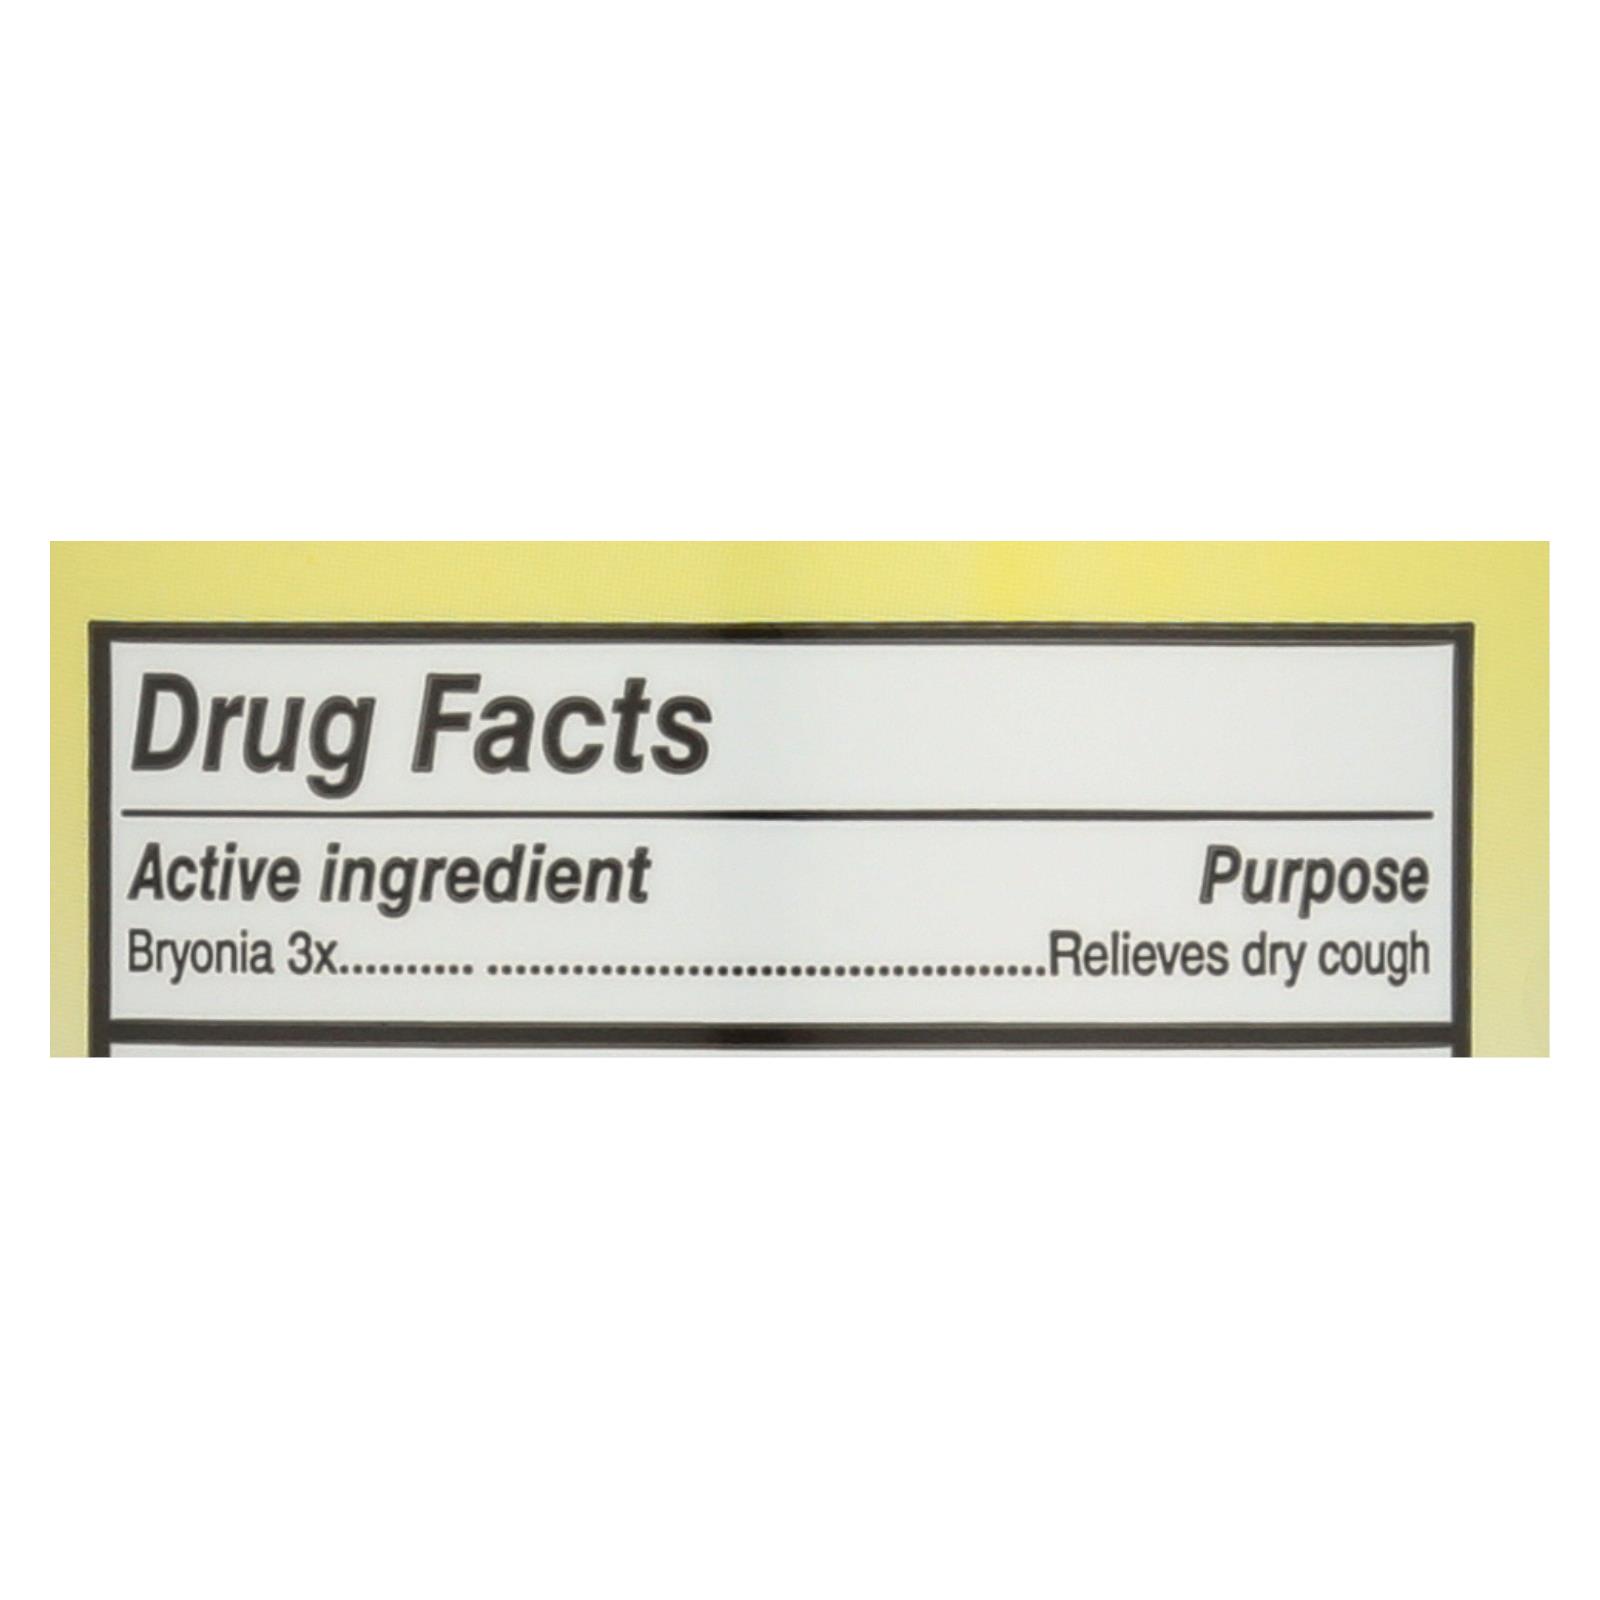 Drug Facts
Active ingredient Purpose
Bryonia 3x.......... .......................................Relieves dry cough